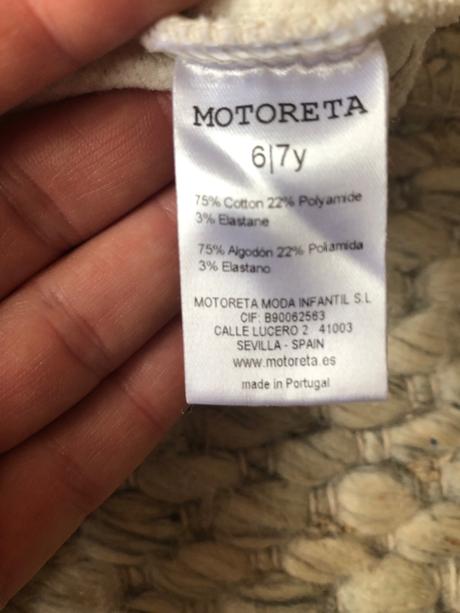 MOTORETA
6|7y
75% Cotton 22% Polyamide
3% Elastane
75% Algodón 22% Poliamida
3% Elastano
MOTORETA MODA INFANTIL S.L
CIF: B90062563
CALLE LUCERO 2 41003
SEVILLA - SPAIN
www.motoreta.es
made in Portugal